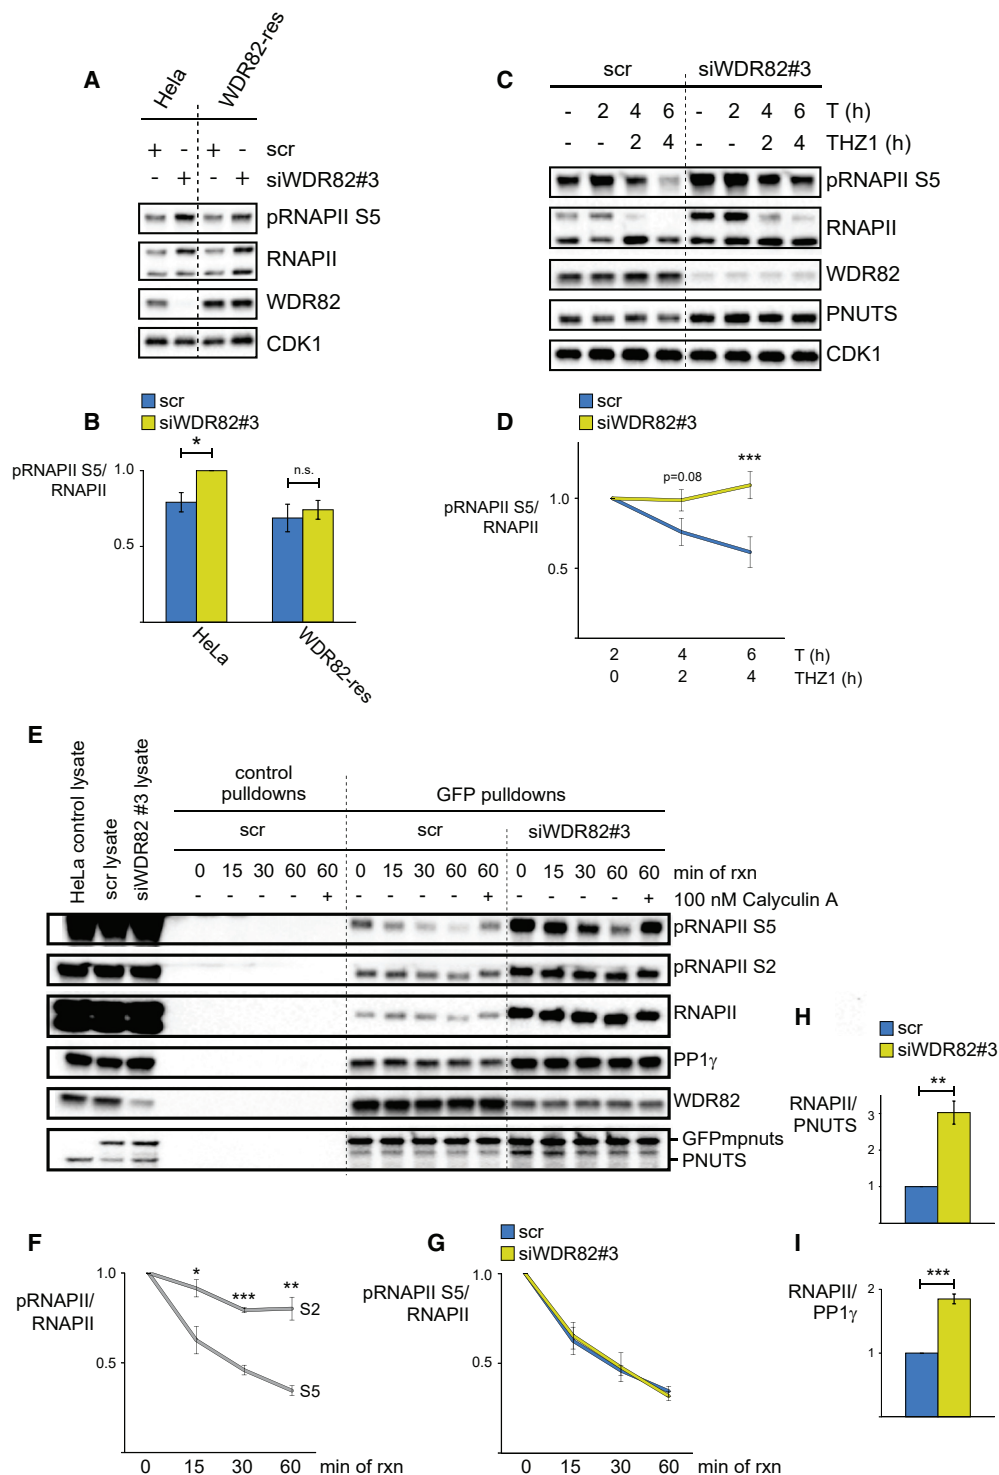 A
Hela
WDR82-res
+ - + - scr
- + - + siWDR82#3
pRNAPII S5
RNAPII
WDR82
CDK1
B
scr
siWDR82#3
pRNAPII S5/
RNAPII
1.0
0.5
*
n.s.
HeLa
WDR82-res
C
scr siWDR82#3
- 2 4 6 - 2 4 6 T (h)
- - 2 4 - - 2 4 THZ1 (h)
pRNAPII S5
RNAPII
WDR82
PNUTS
CDK1
D
scr
siWDR82#3
pRNAPII S5/
RNAPII
1.0
0.5
p=0.08
***
2 4 6 T (h)
0 2 4 THZ1 (h)
E
HeLa control lysate
scr lysate
siWDR82 #3 lysate
control
pulldowns
GFP pulldowns
scr scr siWDR82#3
0 15 30 60 60 0 15 30 60 60 0 15 30 60 60 min of rxn
- - - - + - - - - + - - - - + 100 nM Calyculin A
pRNAPII S5
pRNAPII S2
RNAPII
PP1γ
WDR82
GFPmpnuts
PNUTS
F
pRNAPII/
RNAPII
1.0
0.5
*
***
**
S2
S5
0 15 30 60 min of rxn
G
scr
siWDR82#3
pRNAPII S5/
RNAPII
1.0
0.5
0 15 30 60 min of rxn
H
scr
siWDR82#3
RNAPII/
PNUTS
**
3
2
1
I
RNAPII/
PP1γ
***
2
1